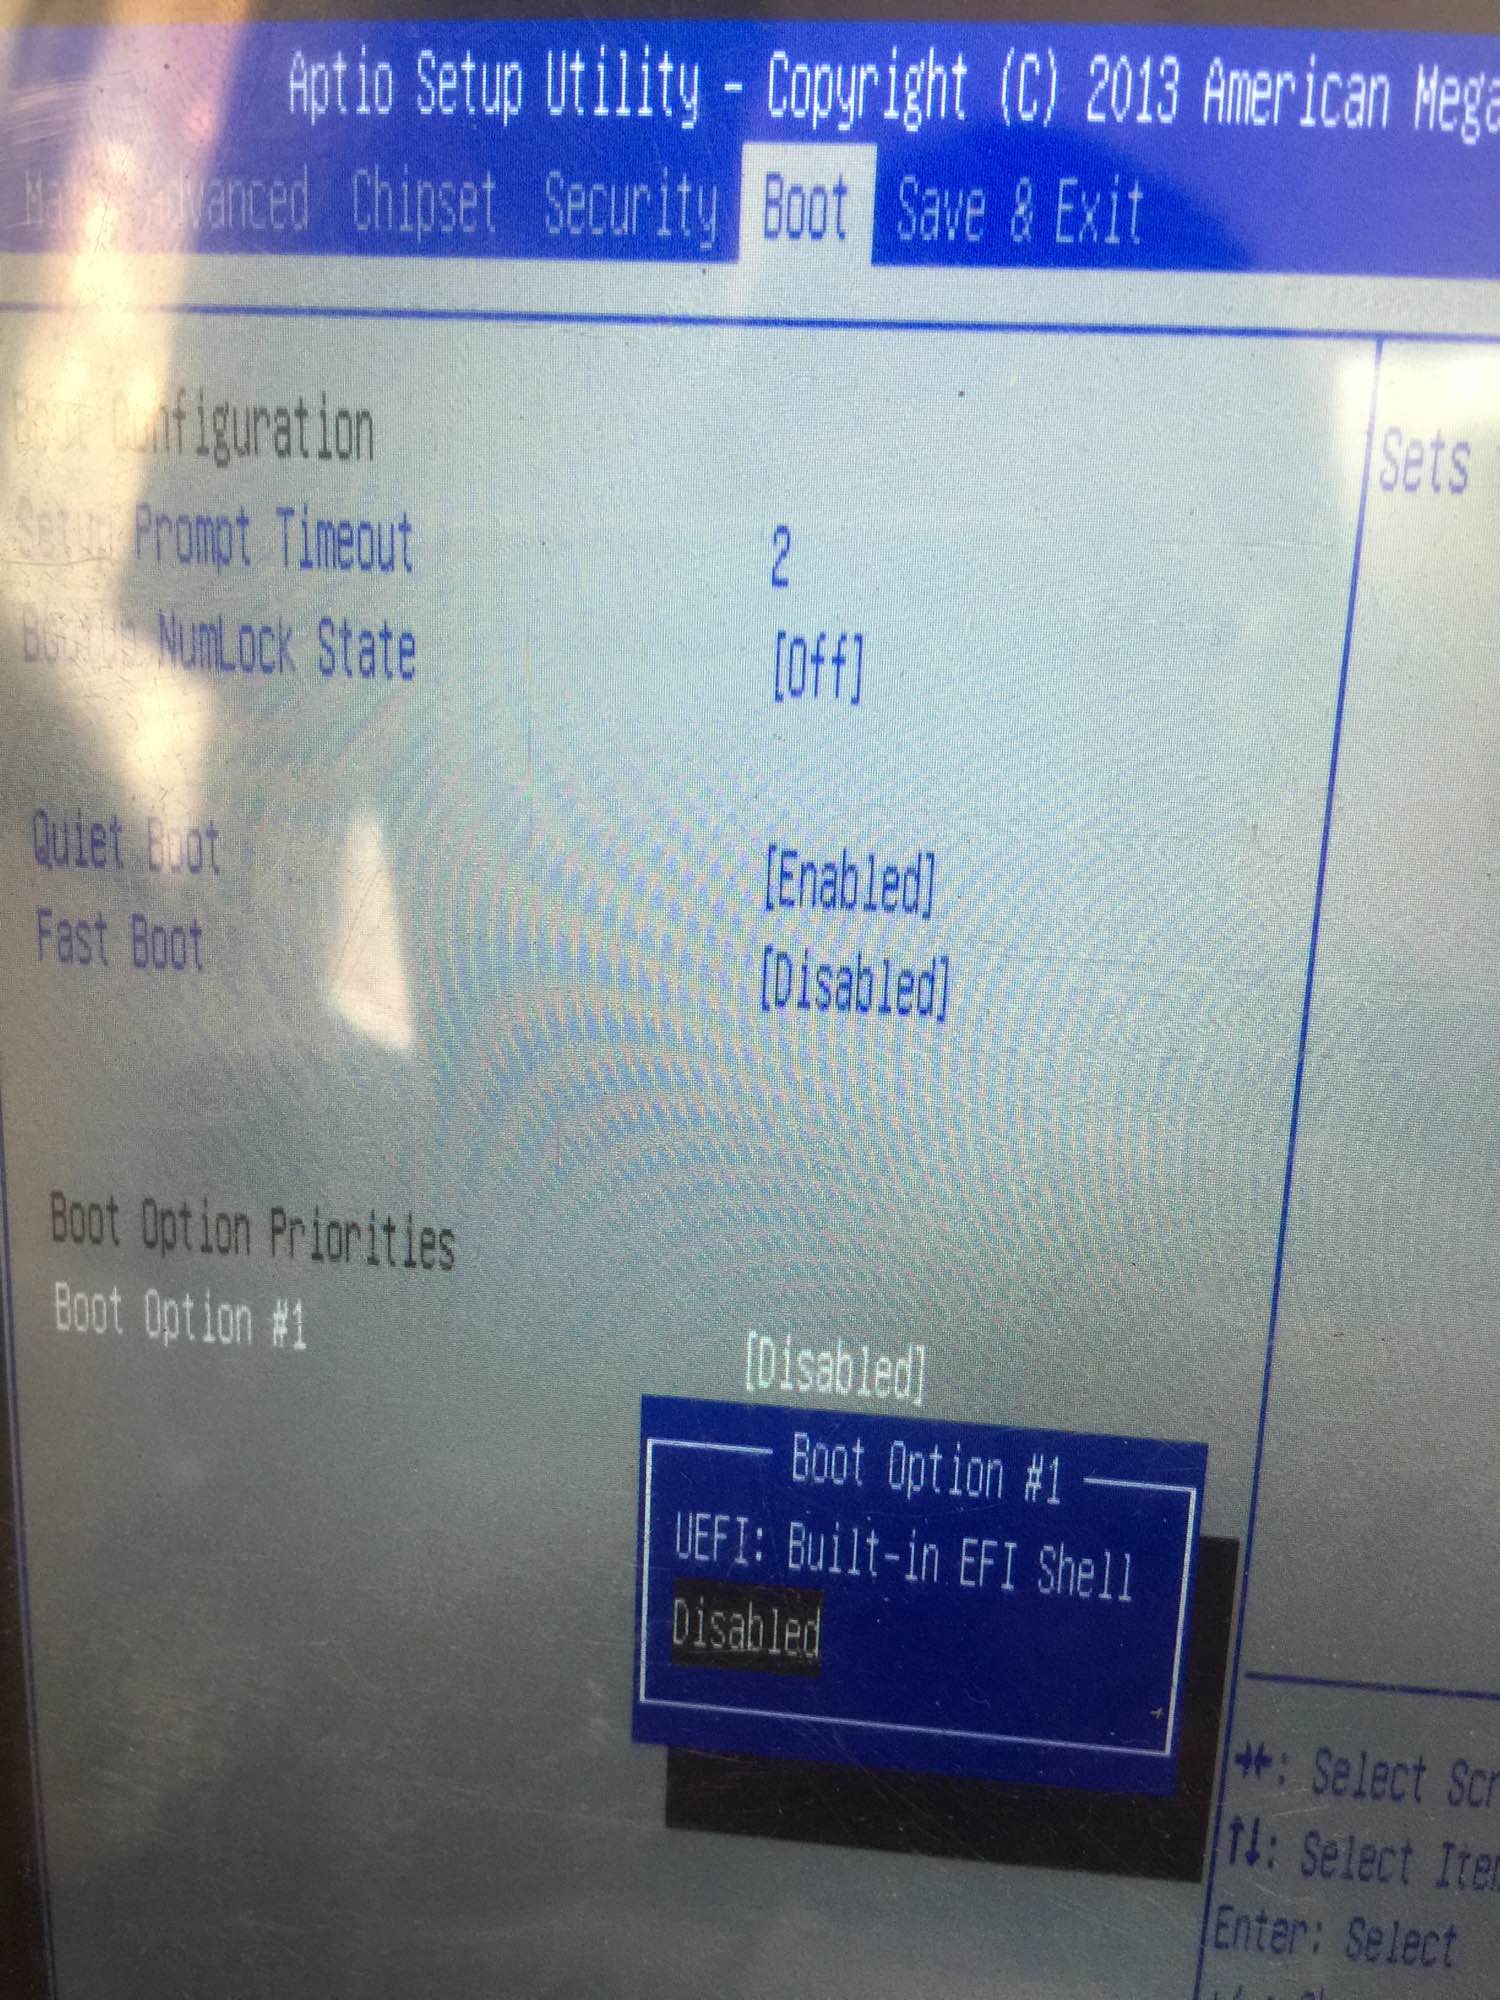 Aptio Setup Utility - Copyright (C) 2013 American
Advanced Chipset Security Boot Save & Exit
Configuration
Sets
Prompt Timeout 2
NumLock State [Off]
Quiet Boot [Enabled]
Fast Boot [Disabled]
Boot Option Priorities
Boot Option #1 [Disabled]
Boot Option #1
UEFI: Built-in EFI Shell
Disabled
→←: Select
↑↓: Select
Enter: Select